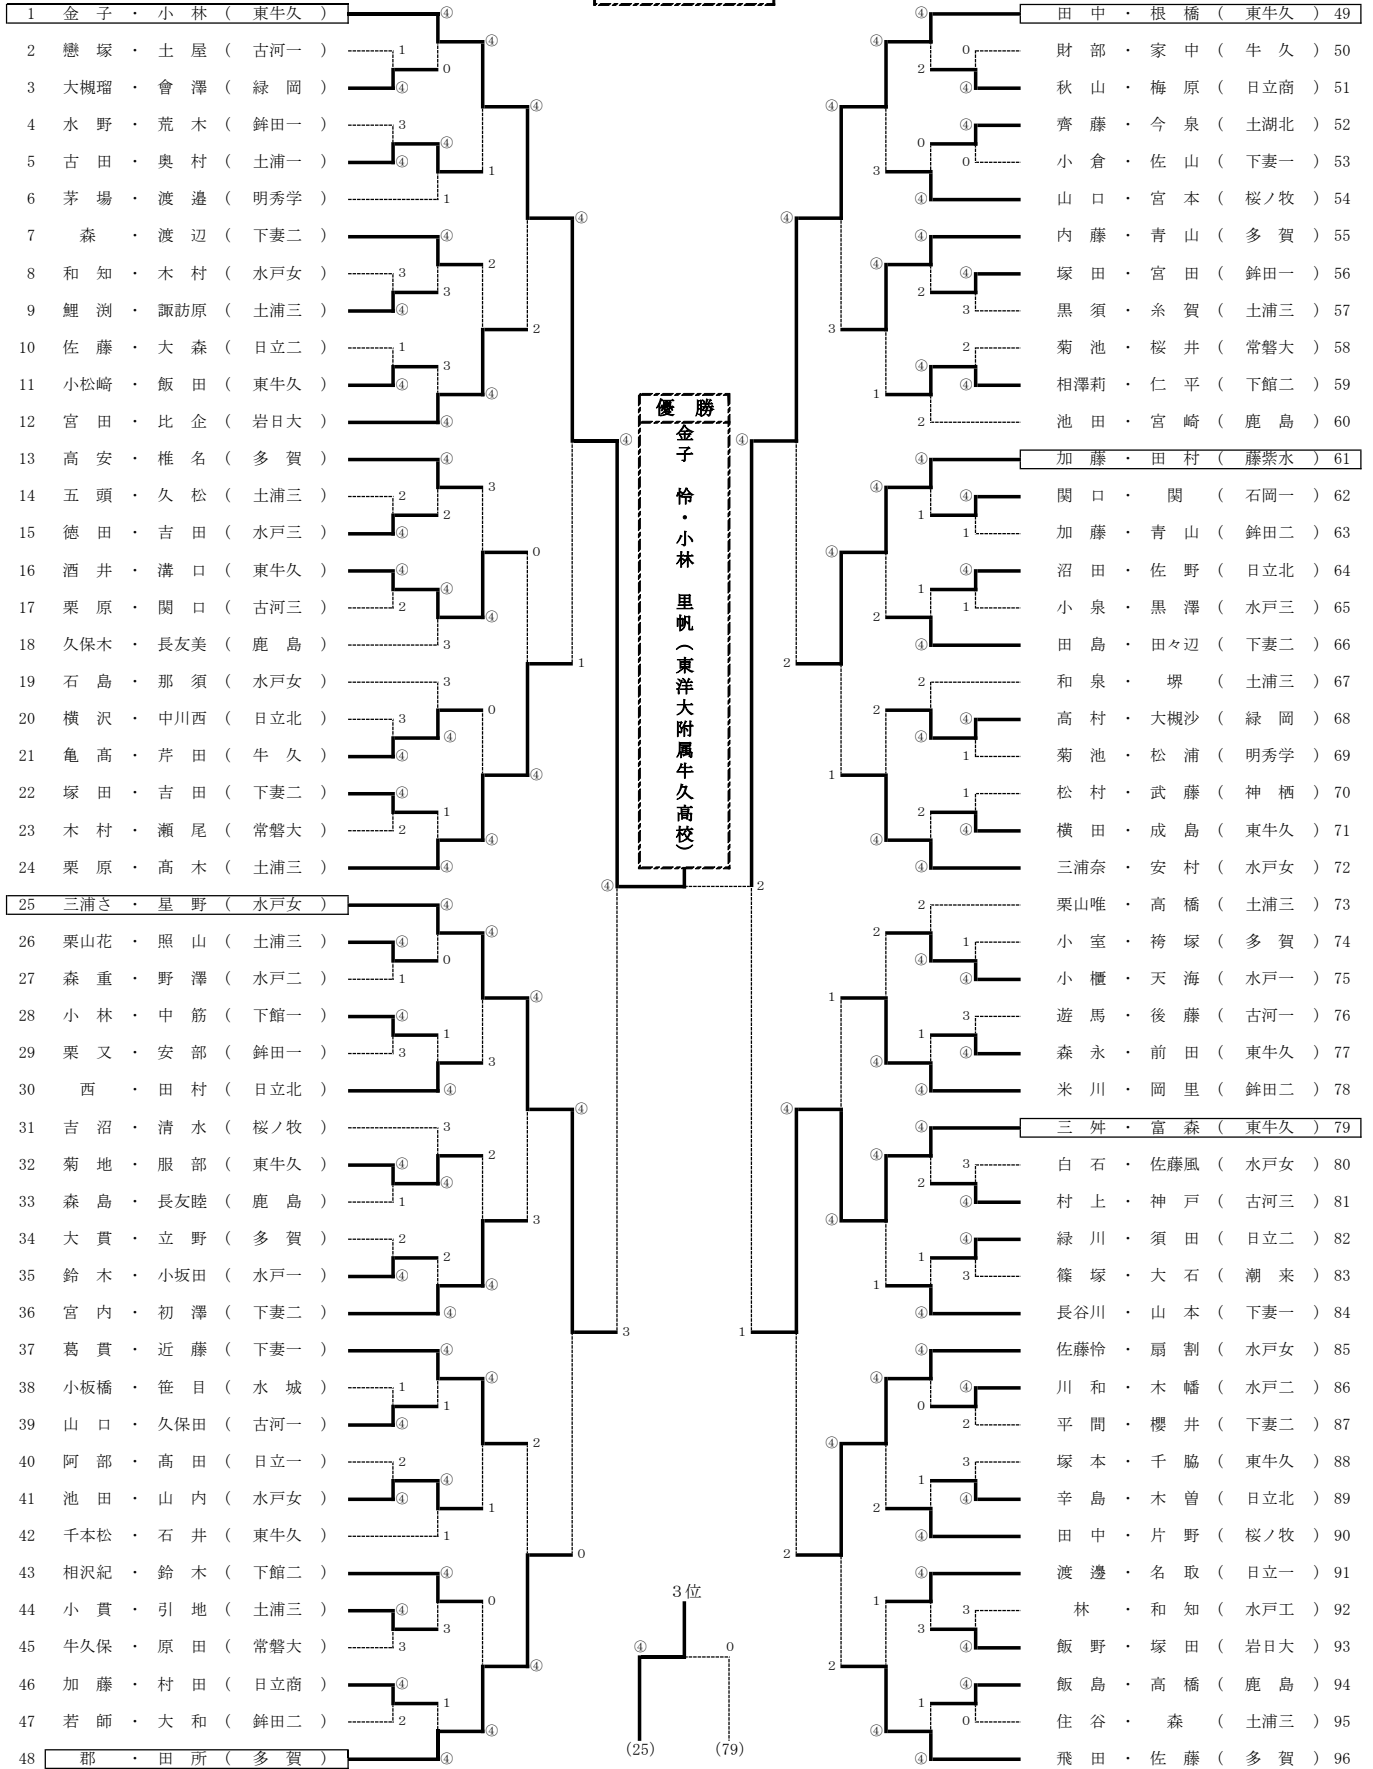 1 金子・小林(東牛久)
2 戀塚・土屋(古河一)
3 大槻瑠・會澤(緑岡)
4 水野・荒木(鉾田一)
5 古田・奥村(土浦一)
6 茅場・渡邉(明秀学)
7 森・渡辺(下妻二)
8 和知・木村(水戸女)
9 鯉渕・諏訪原(土浦三)
10 佐藤・大森(日立二)
11 小松﨑・飯田(東牛久)
12 宮田・比企(岩日大)
13 高安・椎名(多賀)
14 五頭・久松(土浦三)
15 徳田・吉田(水戸三)
16 酒井・溝口(東牛久)
17 栗原・関口(古河三)
18 久保木・長友美(鹿島)
19 石島・那須(水戸女)
20 横沢・中川西(日立北)
21 亀髙・芹田(牛久)
22 塚田・吉田(下妻二)
23 木村・瀬尾(常磐大)
24 栗原・髙木(土浦三)
25 三浦さ・星野(水戸女)
26 栗山花・照山(土浦三)
27 森重・野澤(水戸二)
28 小林・中筋(下館一)
29 栗又・安部(鉾田一)
30 西・田村(日立北)
31 吉沼・清水(桜ノ牧)
32 菊地・服部(東牛久)
33 森島・長友睦(鹿島)
34 大貫・立野(多賀)
35 鈴木・小坂田(水戸一)
36 宮内・初澤(下妻二)
37 葛貫・近藤(下妻一)
38 小板橋・笹目(水城)
39 山口・久保田(古河一)
40 阿部・髙田(日立一)
41 池田・山内(水戸女)
42 千本松・石井(東牛久)
43 相沢紀・鈴木(下館二)
44 小貫・引地(土浦三)
45 牛久保・原田(常磐大)
46 加藤・村田(日立商)
47 若師・大和(鉾田二)
48 郡・田所(多賀)
優勝
金子 怜・小林 里帆(東洋大附属牛久高校)
3位
④ 0
(25) (79)
田中・根橋(東牛久)49
財部・家中(牛久)50
秋山・梅原(日立商)51
齊藤・今泉(土湖北)52
小倉・佐山(下妻一)53
山口・宮本(桜ノ牧)54
内藤・青山(多賀)55
塚田・宮田(鉾田一)56
黒須・糸賀(土浦三)57
菊池・桜井(常磐大)58
相澤莉・仁平(下館二)59
池田・宮崎(鹿島)60
加藤・田村(藤紫水)61
関口・関(石岡一)62
加藤・青山(鉾田二)63
沼田・佐野(日立北)64
小泉・黒澤(水戸三)65
田島・田々辺(下妻二)66
和泉・堺(土浦三)67
高村・大槻沙(緑岡)68
菊池・松浦(明秀学)69
松村・武藤(神栖)70
横田・成島(東牛久)71
三浦奈・安村(水戸女)72
栗山唯・高橋(土浦三)73
小室・袴塚(多賀)74
小櫃・天海(水戸一)75
遊馬・後藤(古河一)76
森永・前田(東牛久)77
米川・岡里(鉾田二)78
三舛・富森(東牛久)79
白石・佐藤風(水戸女)80
村上・神戸(古河三)81
緑川・須田(日立二)82
篠塚・大石(潮来)83
長谷川・山本(下妻一)84
佐藤怜・扇割(水戸女)85
川和・木幡(水戸二)86
平間・櫻井(下妻二)87
塚本・千脇(東牛久)88
辛島・木曽(日立北)89
田中・片野(桜ノ牧)90
渡邊・名取(日立一)91
林・和知(水戸工)92
飯野・塚田(岩日大)93
飯島・高橋(鹿島)94
住谷・森(土浦三)95
飛田・佐藤(多賀)96